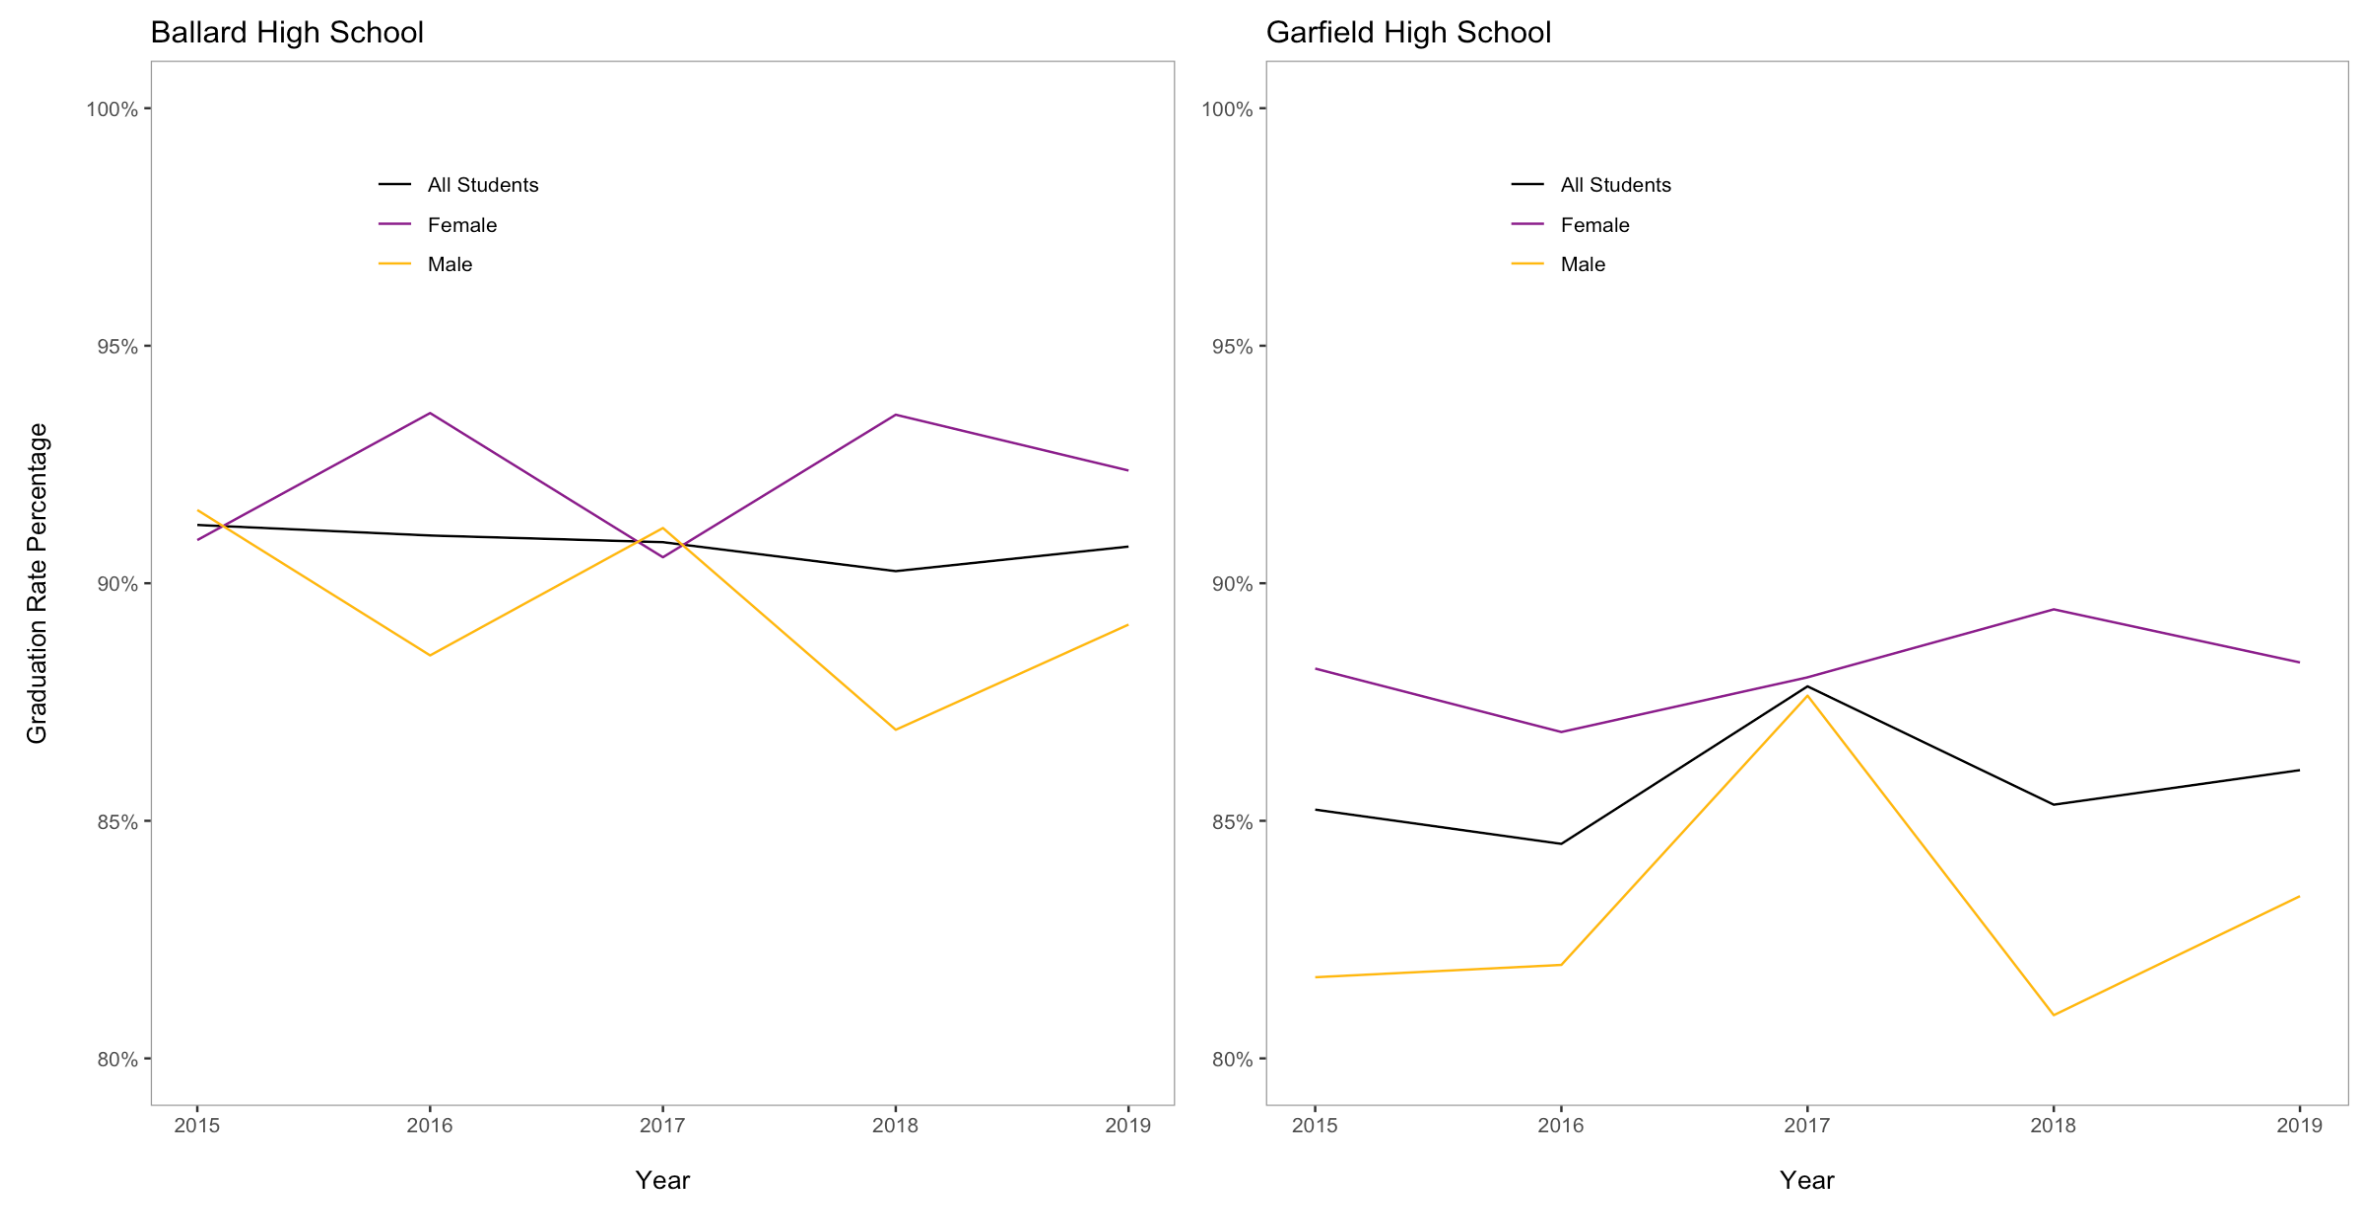 Ballard High School
100%
95%
90%
85%
80%
Graduation Rate Percentage
All Students
Female
Male
2015 2016 2017 2018 2019
Year
Garfield High School
100%
95%
90%
85%
80%
All Students
Female
Male
2015 2016 2017 2018 2019
Year